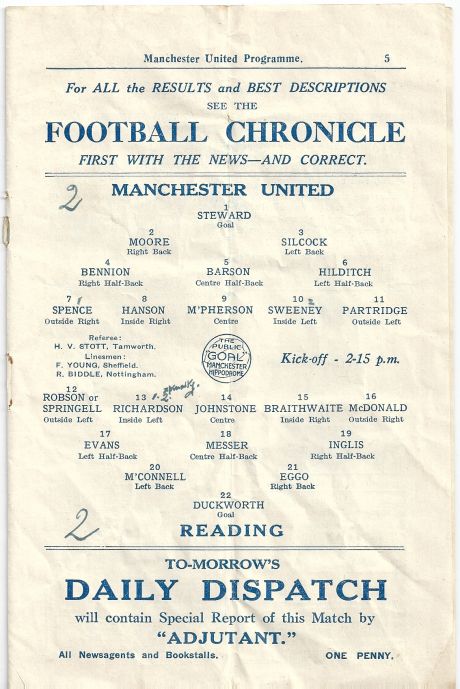 Manchester United Programme. 5
For ALL the RESULTS and BEST DESCRIPTIONS
SEE THE
FOOTBALL CHRONICLE
FIRST WITH THE NEWS—AND CORRECT.
2
MANCHESTER UNITED
1
STEWARD
Goal
2 3
MOORE SILCOCK
Right Back Left Back
4 5 6
BENNION BARSON HILDITCH
Right Half-Back Centre Half-Back Left Half-Back
7 1 8 9 10 2 11
SPENCE HANSON M'PHERSON SWEENEY PARTRIDGE
Outside Right Inside Right Centre Inside Left Outside Left
Referee:
H. V. STOTT, Tamworth.
Linesmen:
F. YOUNG, Sheffield.
R. BIDDLE, Nottingham.
THE PUBLIC
"GOAL"
MANCHESTER
HIPPODROME
Kick-off - 2-15 p.m.
12 13 1.2. penalty. 14 15 16
ROBSON or
SPRINGELL RICHARDSON JOHNSTONE BRAITHWAITE McDONALD
Outside Left Inside Left Centre Inside Right Outside Right
17 18 19
EVANS MESSER INGLIS
Left Half-Back Centre Half-Back Right Half-Back
20 21
M'CONNELL EGGO
Left Back Right Back
22
DUCKWORTH
Goal
2
READING
TO-MORROW'S
DAILY DISPATCH
will contain Special Report of this Match by
"ADJUTANT."
All Newsagents and Bookstalls. ONE PENNY.